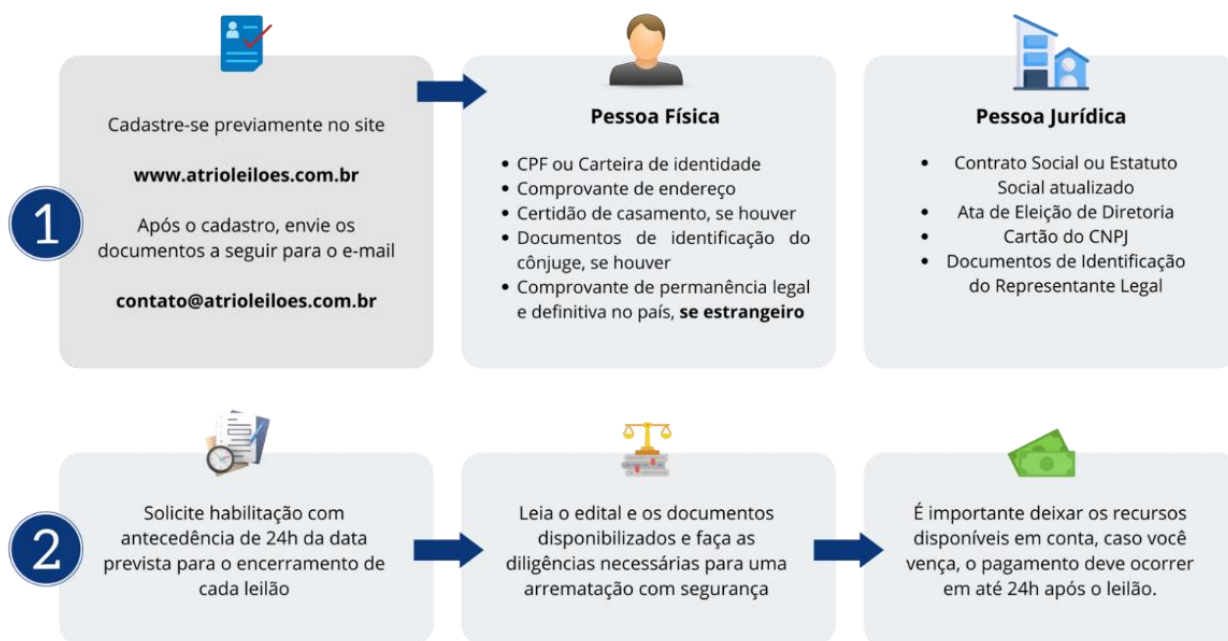 1
Cadastre-se previamente no site
www.atrioleiloes.com.br
Após o cadastro, envie os
documentos a seguir para o e-mail
contato@atrioleiloes.com.br
Pessoa Física
• CPF ou Carteira de identidade
• Comprovante de endereço
• Certidão de casamento, se houver
• Documentos de identificação do
cônjuge, se houver
• Comprovante de permanência legal
e definitiva no país, se estrangeiro
Pessoa Jurídica
• Contrato Social ou Estatuto
Social atualizado
• Ata de Eleição de Diretoria
• Cartão do CNPJ
• Documentos de Identificação
do Representante Legal
2
Solicite habilitação com
antecedência de 24h da data
prevista para o encerramento de
cada leilão
Leia o edital e os documentos
disponibilizados e faça as
diligências necessárias para uma
arrematação com segurança
É importante deixar os recursos
disponíveis em conta, caso você
vença, o pagamento deve ocorrer
em até 24h após o leilão.